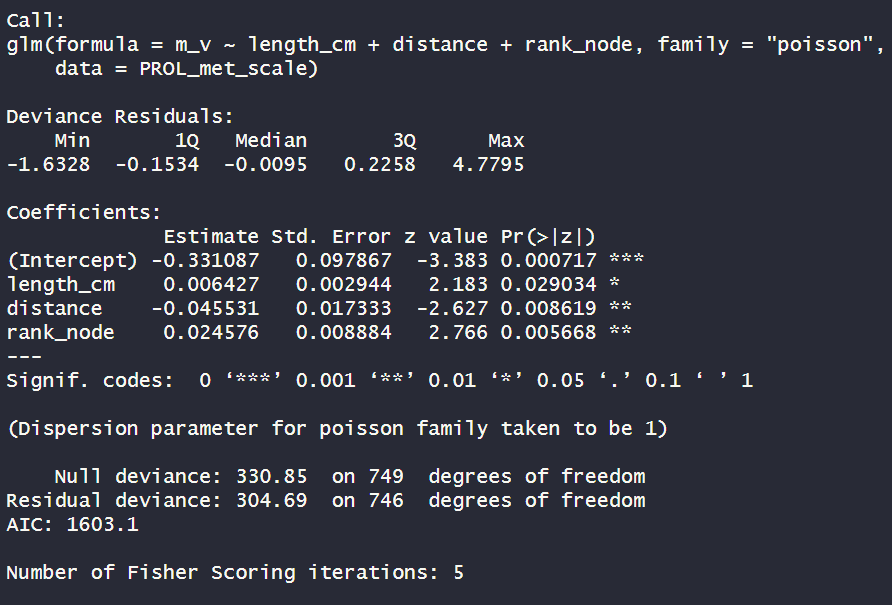 Call:
glm(formula = m_v ~ length_cm + distance + rank_node, family = "poisson",
    data = PROL_met_scale)

Deviance Residuals:
    Min       1Q   Median       3Q      Max
-1.6328  -0.1534  -0.0095   0.2258   4.7795

Coefficients:
             Estimate Std. Error z value Pr(>|z|)
(Intercept) -0.331087   0.097867  -3.383 0.000717 ***
length_cm    0.006427   0.002944   2.183 0.029034 *
distance    -0.045531   0.017333  -2.627 0.008619 **
rank_node    0.024576   0.008884   2.766 0.005668 **
---
Signif. codes:  0 ‘***’ 0.001 ‘**’ 0.01 ‘*’ 0.05 ‘.’ 0.1 ‘ ’ 1

(Dispersion parameter for poisson family taken to be 1)

    Null deviance: 330.85  on 749  degrees of freedom
Residual deviance: 304.69  on 746  degrees of freedom
AIC: 1603.1

Number of Fisher Scoring iterations: 5